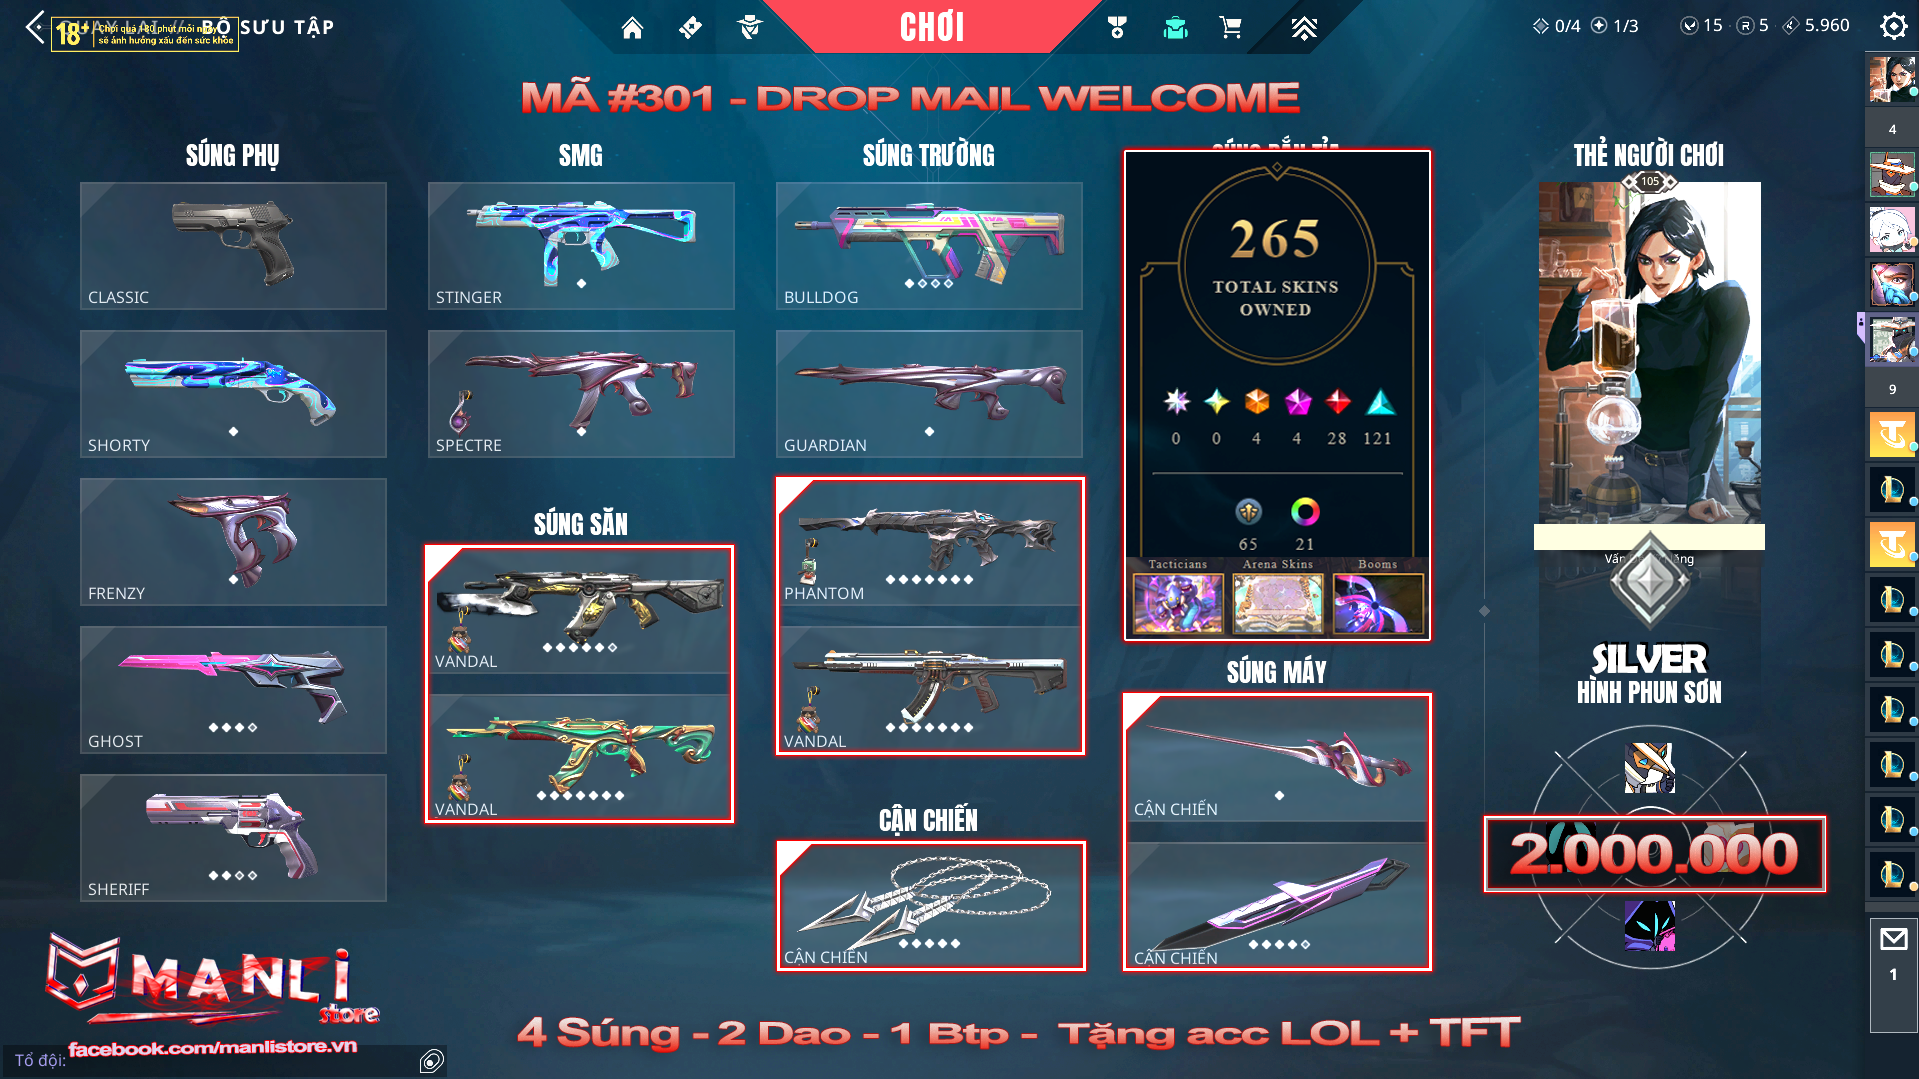 BỘ SƯU TẬP
18+
Chơi quá 180 phút mỗi ngày
sẽ ảnh hưởng xấu đến sức khỏe
CHƠI
0/4 1/3 15 5 5.960
MÃ #301 - DROP MAIL WELCOME
SÚNG PHỤ
CLASSIC
SHORTY
FRENZY
GHOST
SHERIFF
SMG
STINGER
SPECTRE
SÚNG SĂN
VANDAL
VANDAL
SÚNG TRƯỜNG
BULLDOG
GUARDIAN
PHANTOM
VANDAL
CẬN CHIẾN
CẬN CHIẾN
265
TOTAL SKINS
OWNED
0 0 4 4 28 121
65 21
Tacticians Arena Skins Booms
SÚNG MÁY
CẬN CHIẾN
CẬN CHIẾN
THẺ NGƯỜI CHƠI
105
SILVER
HÌNH PHUN SƠN
2.000.000
4
9
1
MANLI
store
facebook.com/manlistore.vn
Tổ đội:
4 Súng - 2 Dao - 1 Btp - Tặng acc LOL + TFT